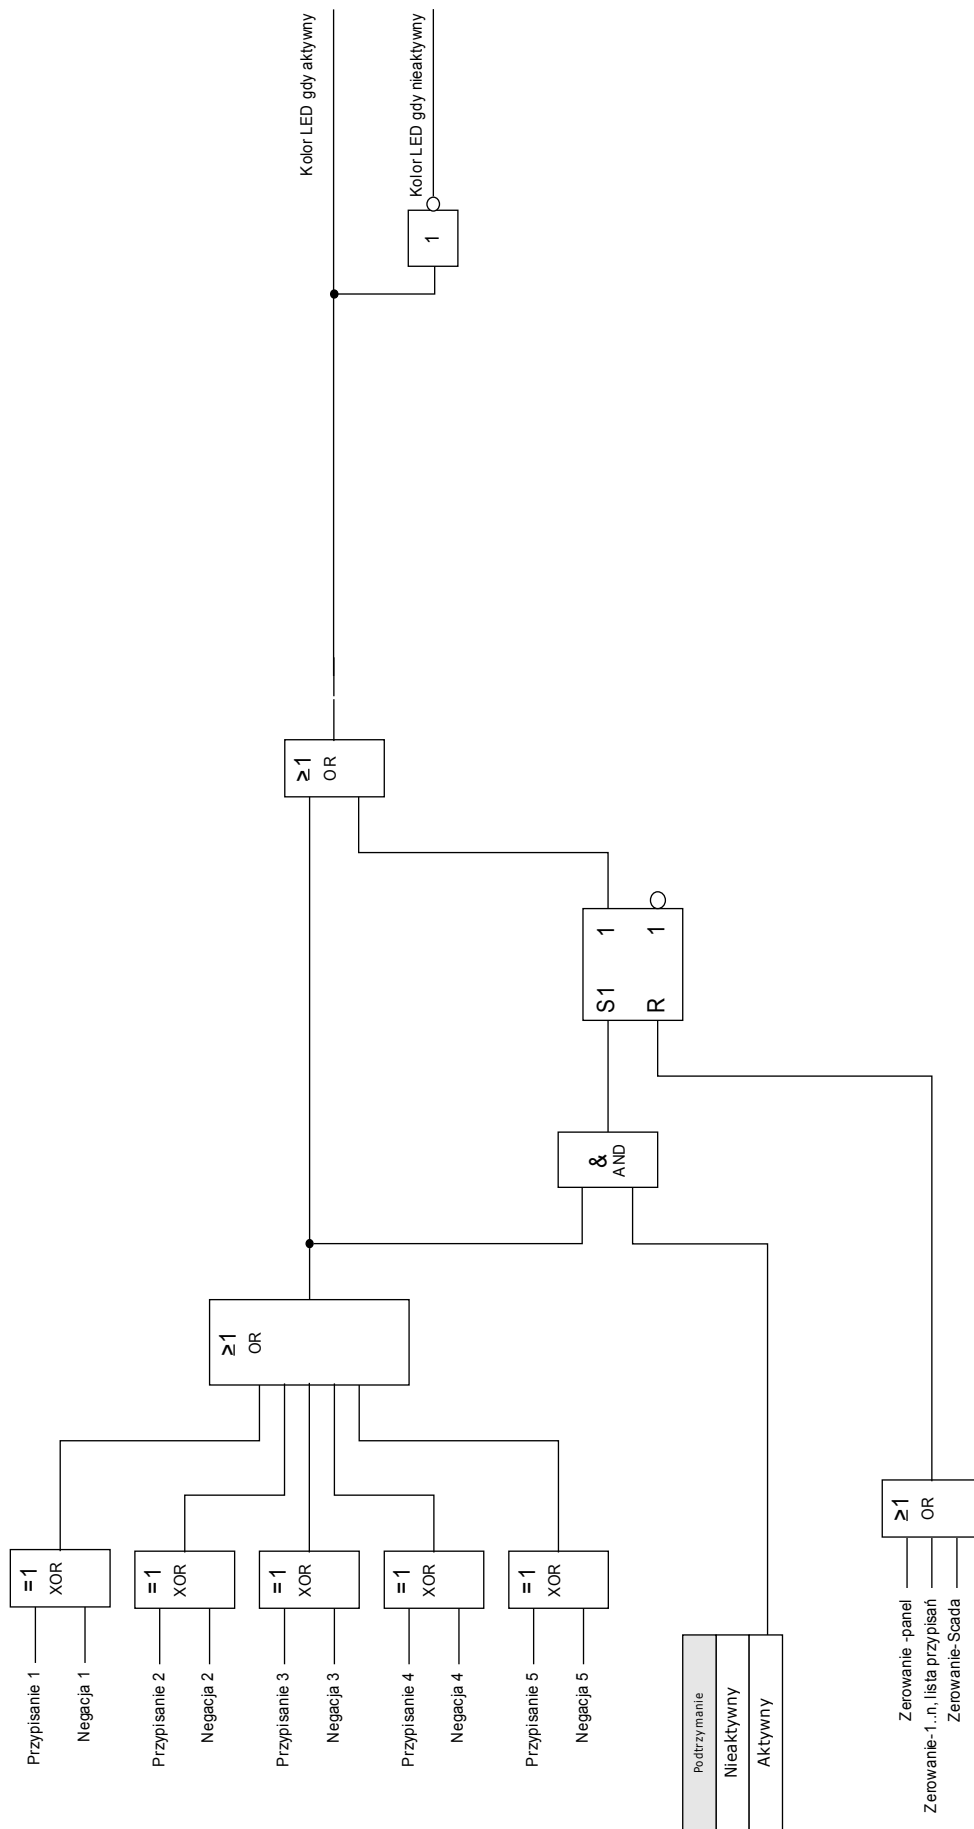 Przypisanie 1
Negacja 1
=1
XOR
Przypisanie 2
Negacja 2
=1
XOR
Przypisanie 3
Negacja 3
=1
XOR
Przypisanie 4
Negacja 4
=1
XOR
Przypisanie 5
Negacja 5
=1
XOR
≥1
OR
Podtrzymanie
Nieaktywny
Aktywny
&
AND
S1 1
R 1
≥1
OR
Zerowanie -panel
Zerowanie-1..n, lista przypisań
Zerowanie-Scada
≥1
OR
Kolor LED gdy aktywny
1
Kolor LED gdy nieaktywny